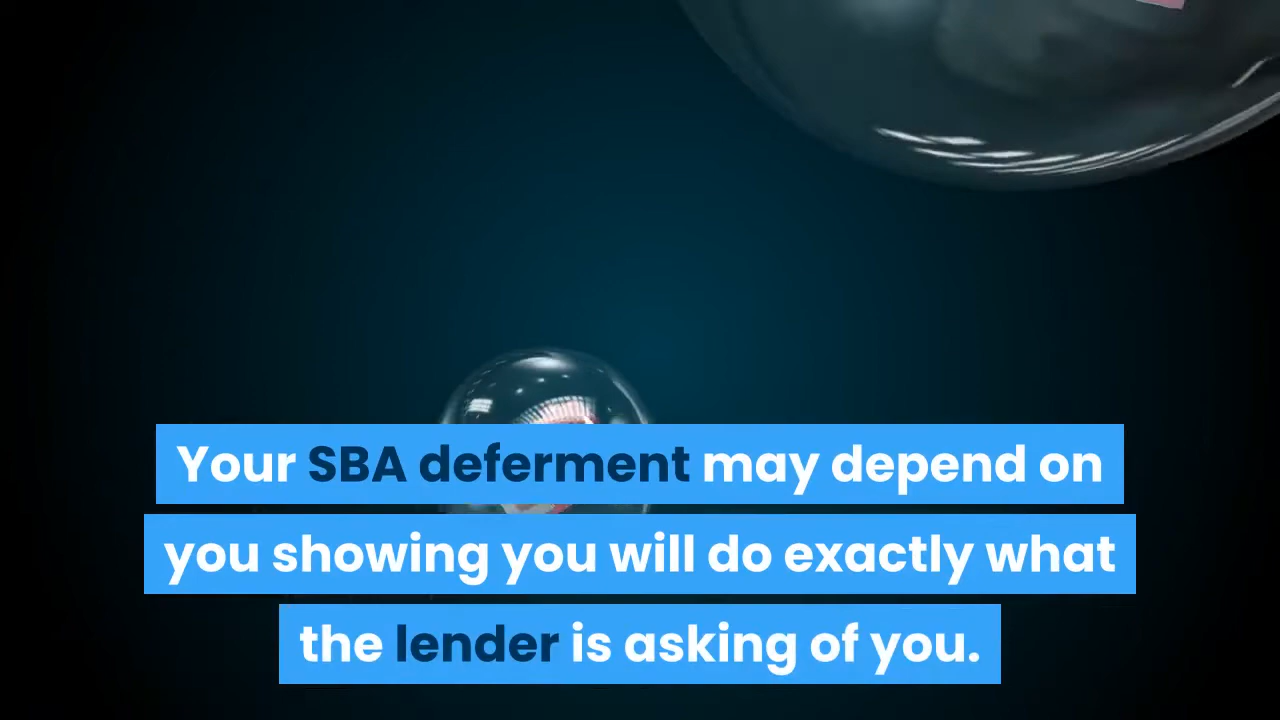 Your SBA deferment may depend on
you showing you will do exactly what
the lender is asking of you.